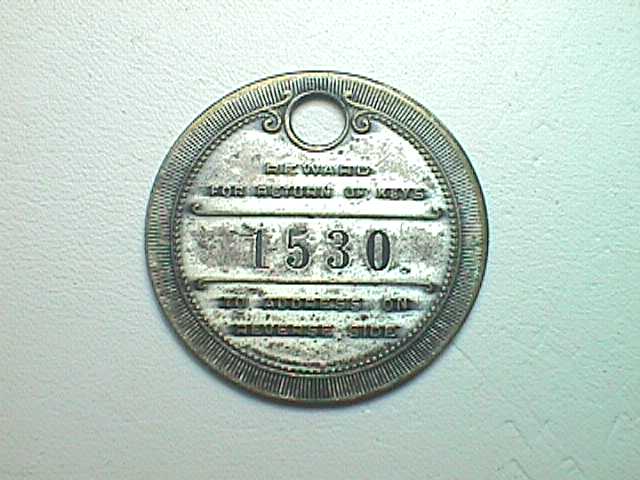 REWARD
FOR RETURN OF KEYS
1530
TO ADDRESS ON
REVERSE SIDE